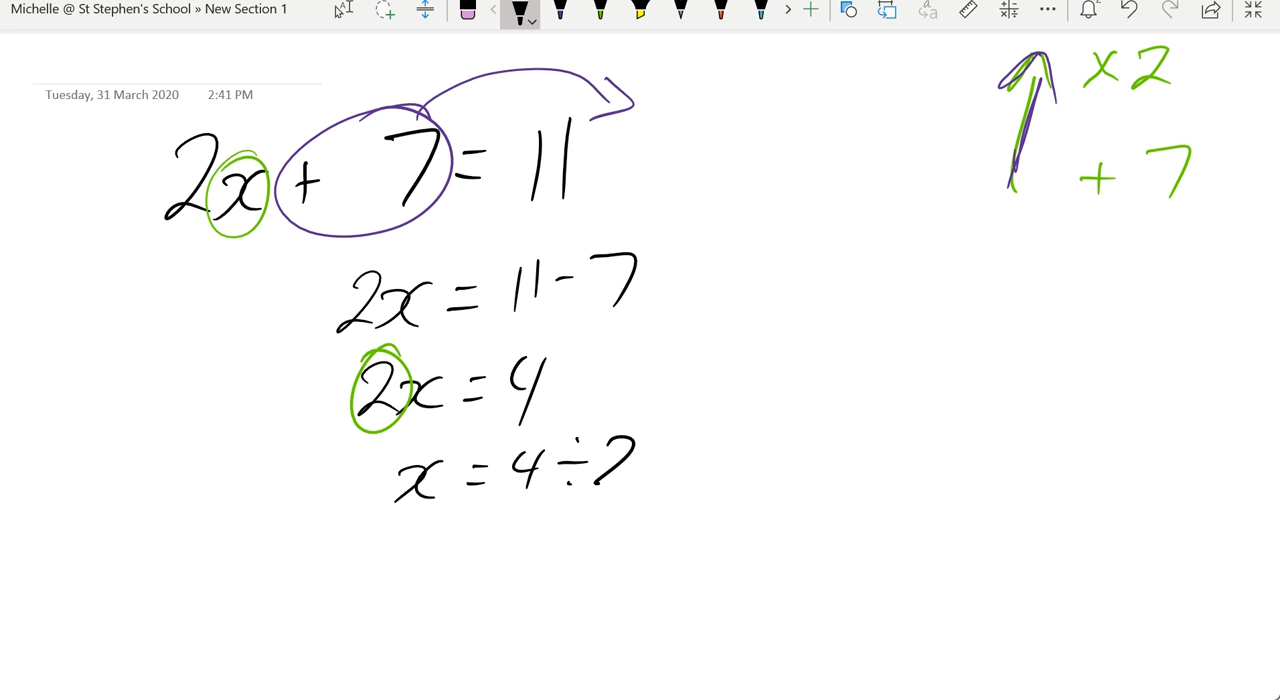 Michelle @ St Stephen's School » New Section 1
Tuesday, 31 March 2020 2:41 PM
2x + 7 = 11
× 2
+ 7
2x = 11 - 7
2x = 4
x = 4 ÷